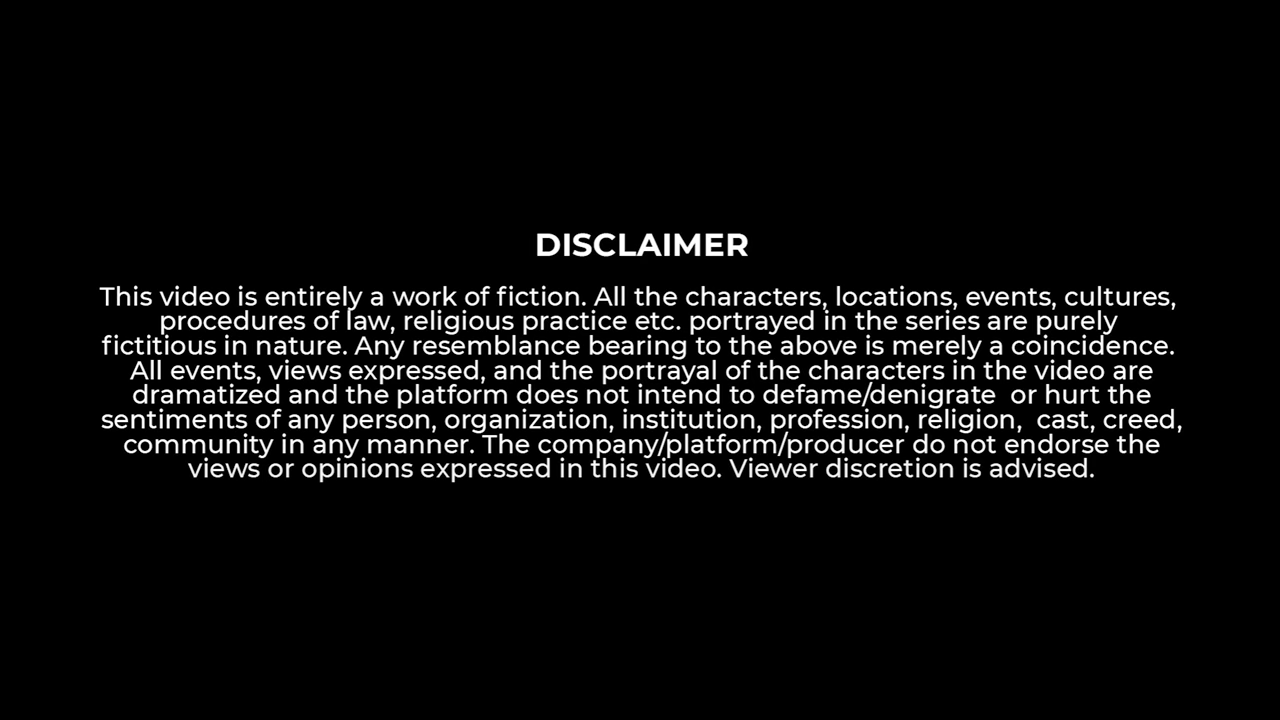 DISCLAIMER
This video is entirely a work of fiction. All the characters, locations, events, cultures,
procedures of law, religious practice etc. portrayed in the series are purely
fictitious in nature. Any resemblance bearing to the above is merely a coincidence.
All events, views expressed, and the portrayal of the characters in the video are
dramatized and the platform does not intend to defame/denigrate  or hurt the
sentiments of any person, organization, institution, profession, religion,  cast, creed,
community in any manner. The company/platform/producer do not endorse the
views or opinions expressed in this video. Viewer discretion is advised.